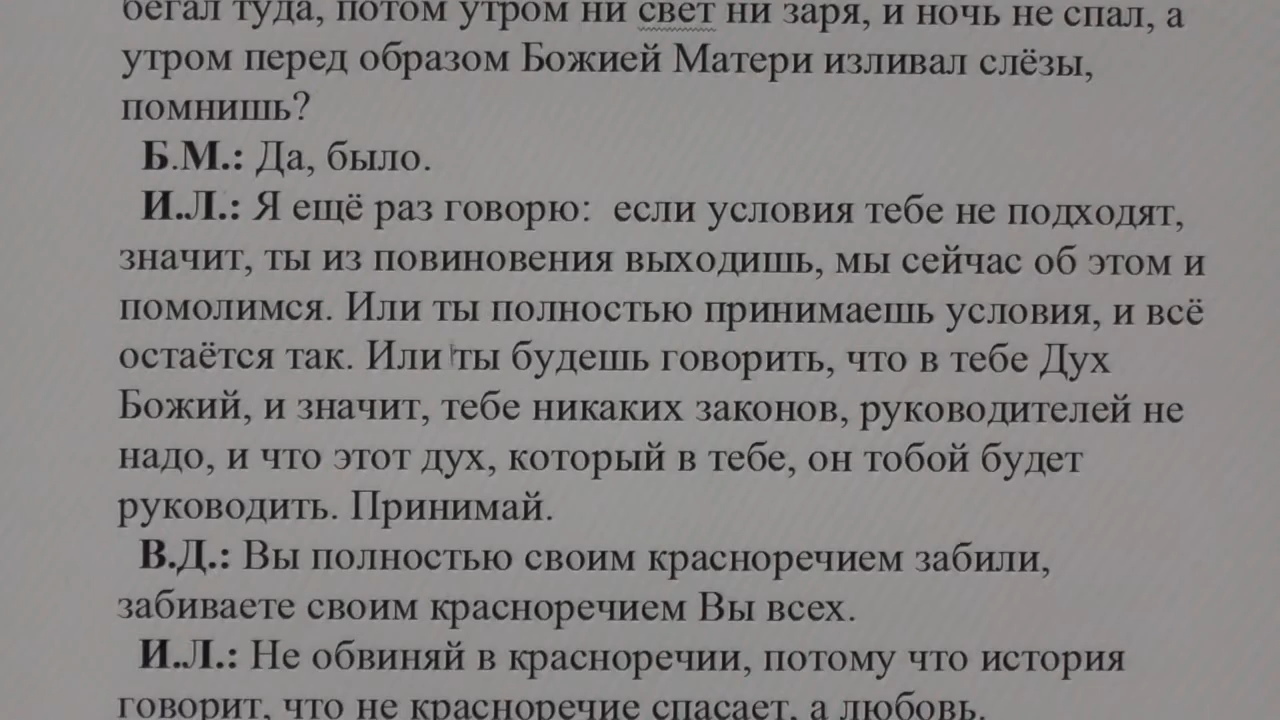 бегал туда, потом утром ни свет ни заря, и ночь не спал, а
утром перед образом Божией Матери изливал слёзы,
помнишь?
Б.М.: Да, было.
И.Л.: Я ещё раз говорю:  если условия тебе не подходят,
значит, ты из повиновения выходишь, мы сейчас об этом и
помолимся. Или ты полностью принимаешь условия, и всё
остаётся так. Или ты будешь говорить, что в тебе Дух
Божий, и значит, тебе никаких законов, руководителей не
надо, и что этот дух, который в тебе, он тобой будет
руководить. Принимай.
В.Д.: Вы полностью своим красноречием забили,
забиваете своим красноречием Вы всех.
И.Л.: Не обвиняй в красноречии, потому что история
говорит, что не красноречие спасает, а любовь.